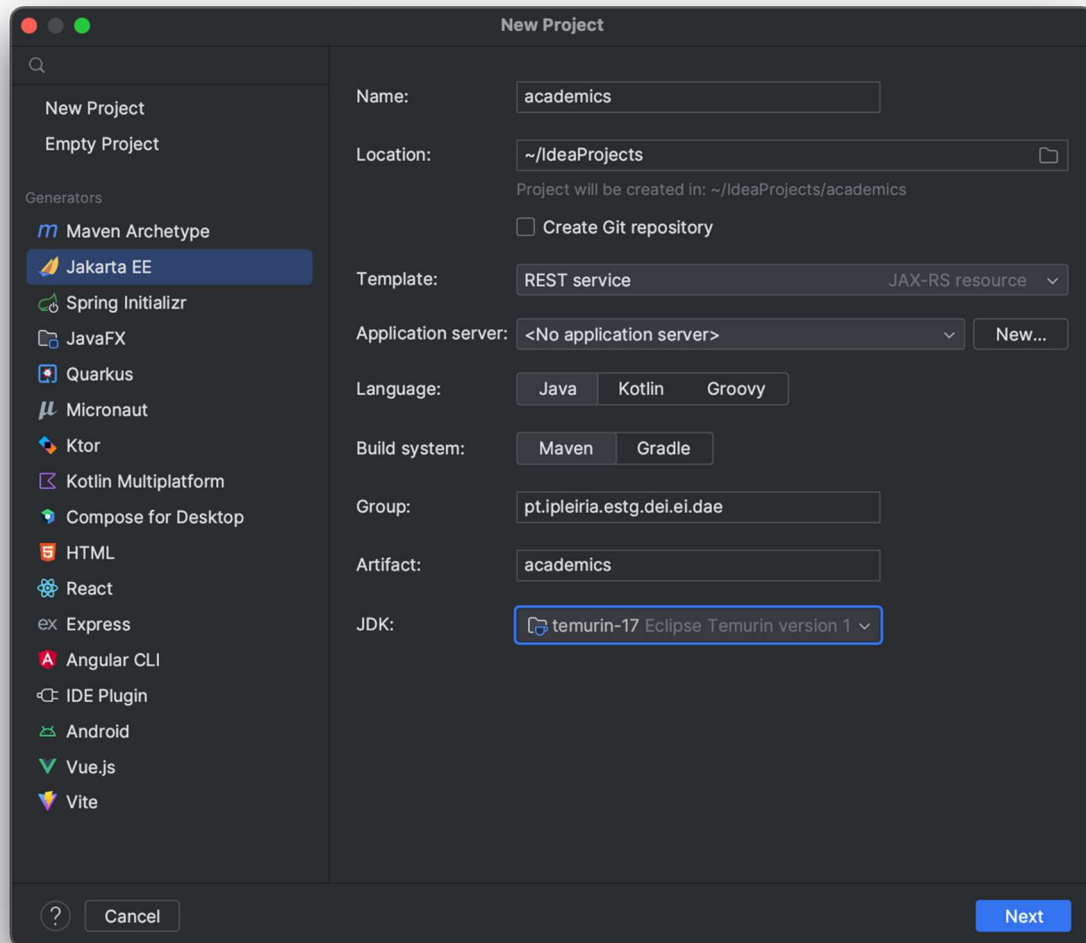 New Project
New Project
Empty Project
Generators
Maven Archetype
Jakarta EE
Spring Initializr
JavaFX
Quarkus
Micronaut
Ktor
Kotlin Multiplatform
Compose for Desktop
HTML
React
ex Express
Angular CLI
IDE Plugin
Android
Vue.js
Vite
Name: academics
Location: ~/IdeaProjects
Project will be created in: ~/IdeaProjects/academics
Create Git repository
Template: REST service JAX-RS resource
Application server: <No application server> New...
Language: Java Kotlin Groovy
Build system: Maven Gradle
Group: pt.ipleiria.estg.dei.ei.dae
Artifact: academics
JDK: temurin-17 Eclipse Temurin version 1
? Cancel Next